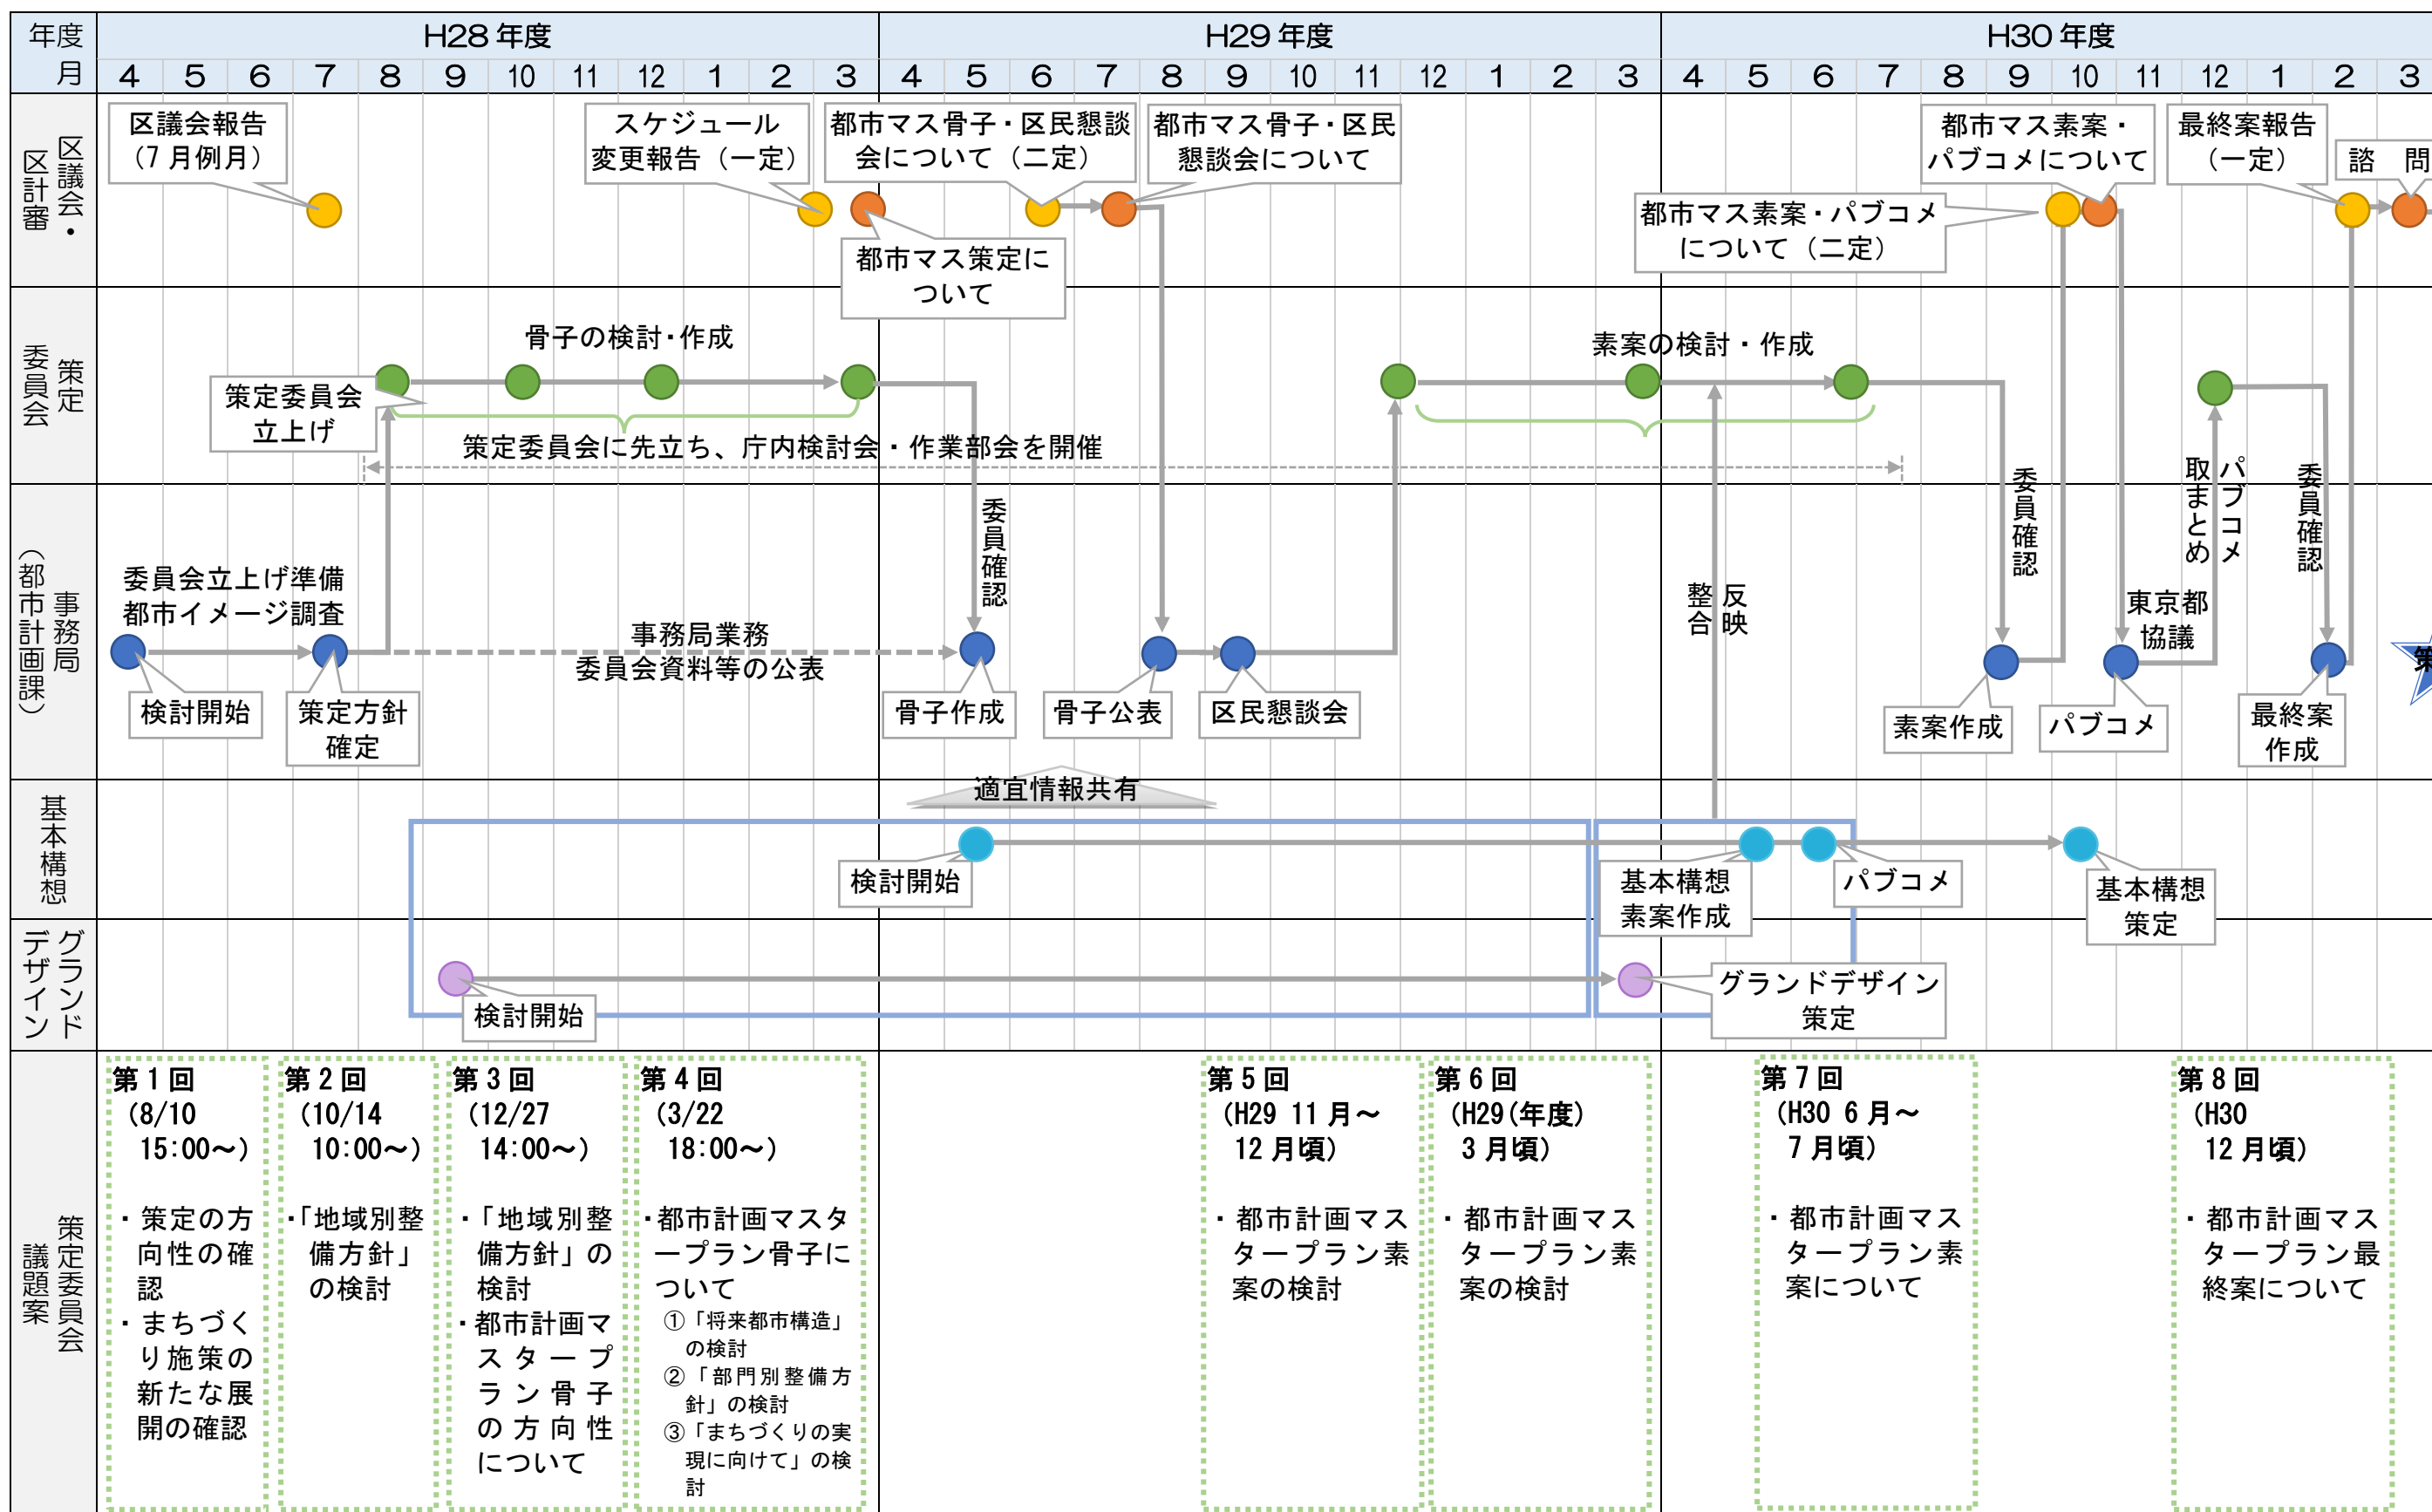 年度
H28 年度
H29 年度
H30 年度
月
4 5 6 7 8 9 10 11 12 1 2 3 4 5 6 7 8 9 10 11 12 1 2 3 4 5 6 7 8 9 10 11 12 1 2 3
区議会・
区計審
区議会報告
（7 月例月）
スケジュール
変更報告（一定）
都市マス骨子・区民懇談
会について（二定）
都市マス骨子・区民
懇談会について
都市マス策定に
ついて
都市マス素案・
パブコメについて
都市マス素案・パブコメ
について（二定）
最終案報告
（一定）
諮　問
策定
委員会
骨子の検討・作成
策定委員会
立上げ
策定委員会に先立ち、庁内検討会・作業部会を開催
素案の検討・作成
事務局
（都市計画課）
委員会立上げ準備
都市イメージ調査
検討開始
策定方針
確定
事務局業務
委員会資料等の公表
委員確認
骨子作成
骨子公表
区民懇談会
反映
整合
委員確認
素案作成
東京都
協議
パブコメ
パブコメ
取まとめ
委員確認
最終案
作成
基本構想
適宜情報共有
検討開始
基本構想
素案作成
パブコメ
基本構想
策定
グランド
デザイン
検討開始
グランドデザイン
策定
策定委員会
議題案
第 1 回
（8/10
15:00～）
・策定の方
向性の確
認
・まちづく
り施策の
新たな展
開の確認
第 2 回
（10/14
10:00～）
・「地域別整
備方針」
の検討
第 3 回
（12/27
14:00～）
・「地域別整
備方針」の
検討
・都市計画マ
スタープ
ラン骨子
の方向性
について
第 4 回
（3/22
18:00～）
・都市計画マスタ
ープラン骨子に
ついて
①「将来都市構造」
の検討
②「部門別整備方
針」の検討
③「まちづくりの実
現に向けて」の検
討
第 5 回
（H29 11 月～
12 月頃）
・都市計画マス
タープラン素
案の検討
第 6 回
（H29(年度)
3 月頃）
・都市計画マス
タープラン素
案の検討
第 7 回
（H30 6 月～
7 月頃）
・都市計画マス
タープラン素
案について
第 8 回
（H30
12 月頃）
・都市計画マス
タープラン最
終案について